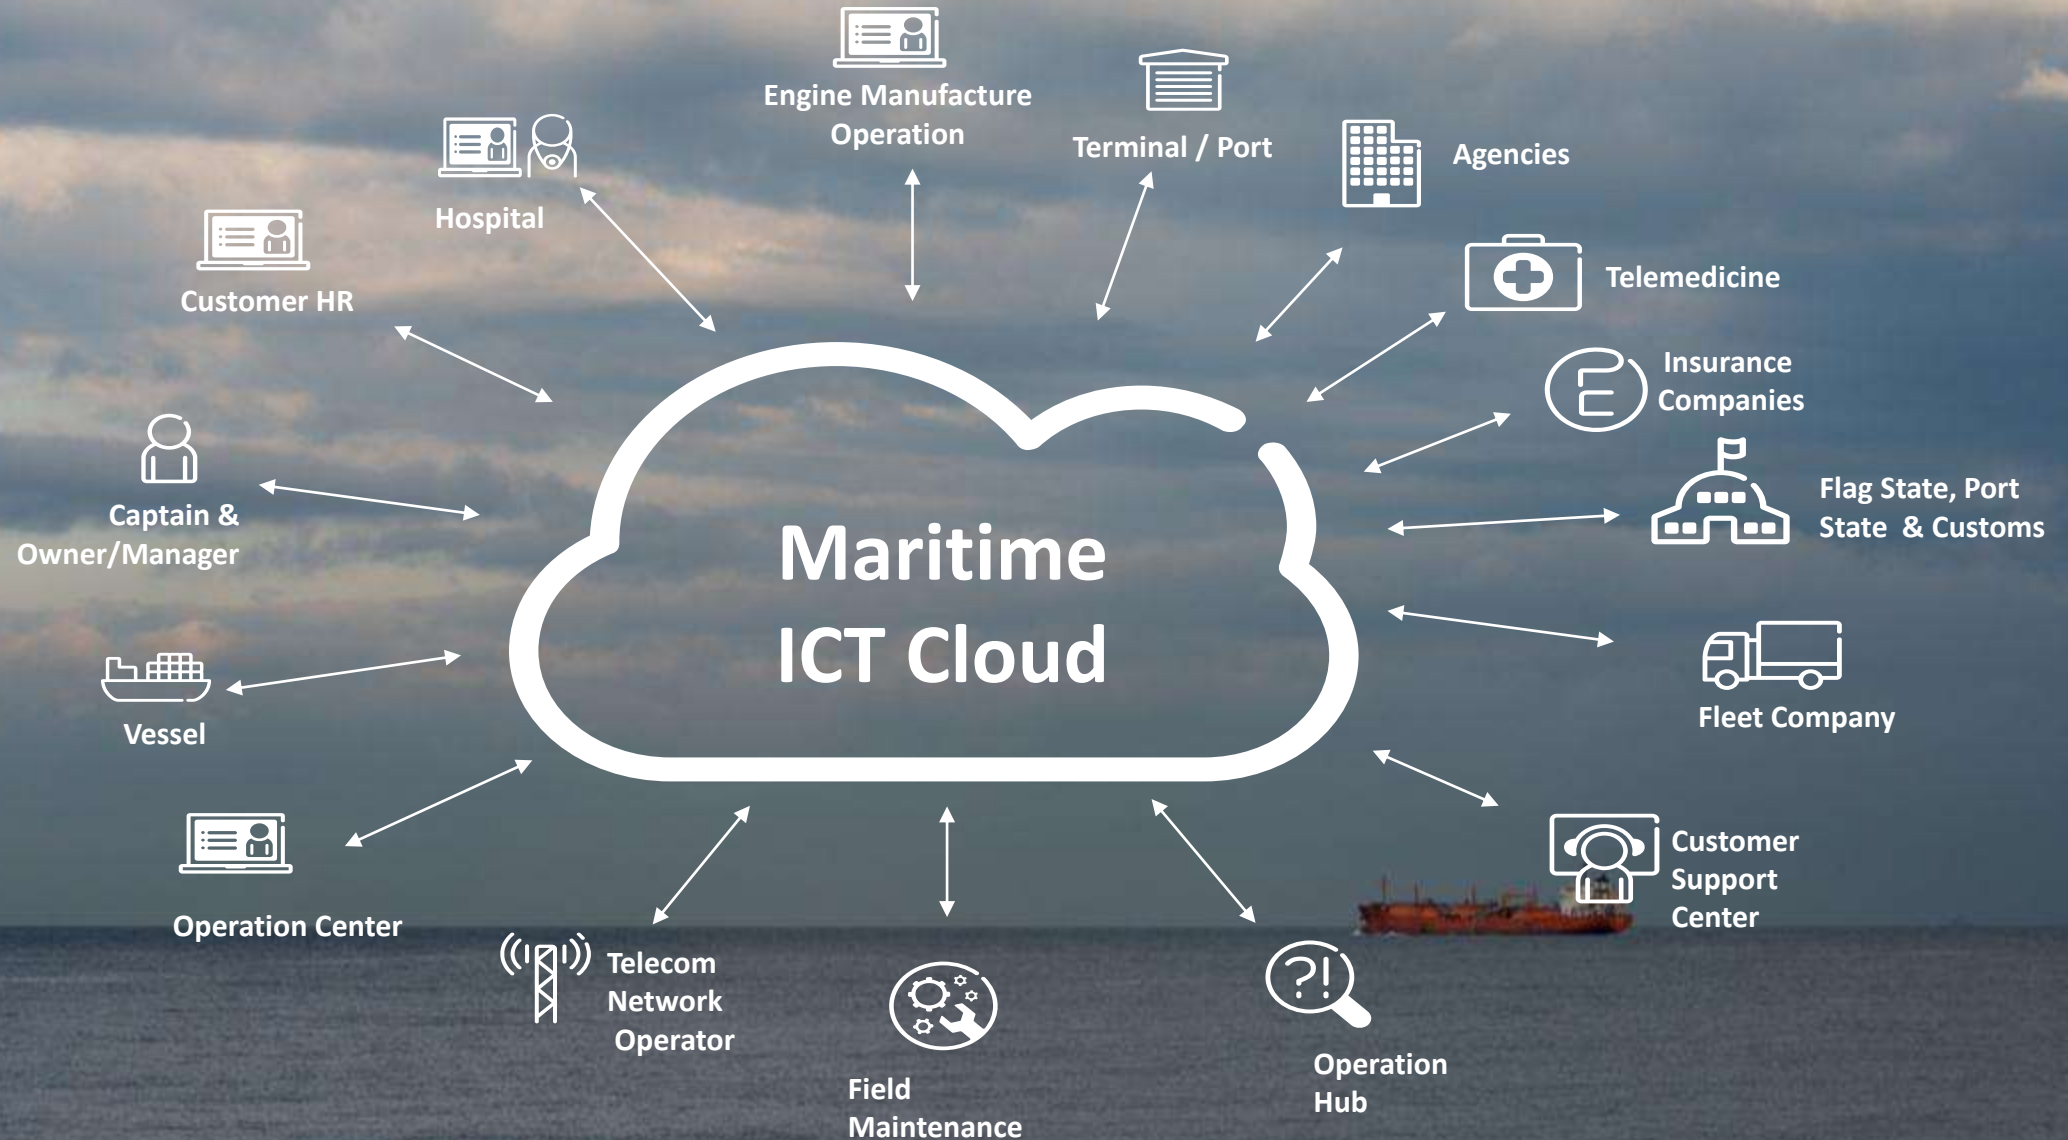 Engine Manufacture
Operation
Terminal / Port
Agencies
Hospital
Telemedicine
Customer HR
Insurance
Companies
Flag State, Port
State & Customs
Captain &
Owner/Manager
Maritime
ICT Cloud
Fleet Company
Vessel
Customer
Support
Center
Operation Center
Telecom
Network
Operator
?!
Operation
Hub
Field
Maintenance